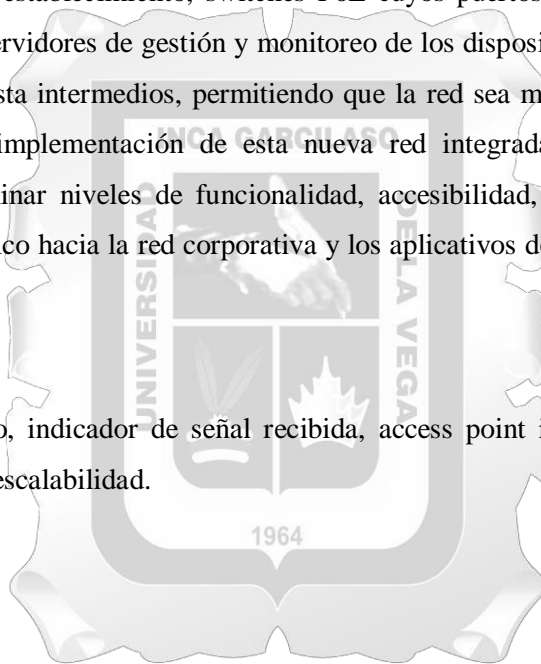 establecimiento, switches PoE cuyos puertos
ervidores de gestión y monitoreo de los disposi
sta intermedios, permitiendo que la red sea m
implementación de esta nueva red integrada
inar niveles de funcionalidad, accesibilidad,
ico hacia la red corporativa y los aplicativos de
o, indicador de señal recibida, access point i
escalabilidad.
UNIVERSIDAD
INCA GARCILASO
DE LA VEGA
1964